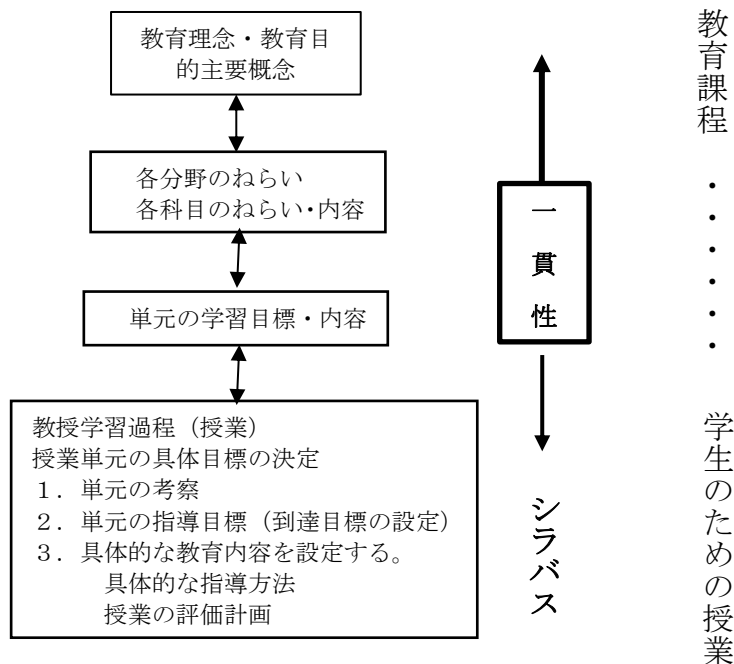 教育理念・教育目
的主要概念
各分野のねらい
各科目のねらい・内容
単元の学習目標・内容
教授学習過程（授業）
授業単元の具体目標の決定
１．単元の考察
２．単元の指導目標（到達目標の設定）
３．具体的な教育内容を設定する。
具体的な指導方法
授業の評価計画
一貫性
シラバス
教育課程 ・・・・・・ 学生のための授業